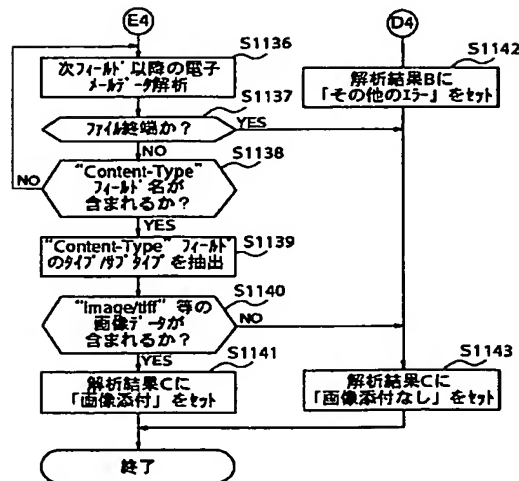 E4
D4
S1136
S1142
次フィールド以降の電子
メールデータ解析
解析結果Bに
「その他のエラー」をセット
S1137
ファイル終端か?
YES
NO
S1138
"Content-Type"
フィールド名が
含まれるか?
NO
YES
S1139
"Content-Type" フィールド
のタイプ/サブタイプを抽出
S1140
"image/tiff" 等の
画像データが
含まれるか?
NO
YES
S1141
S1143
解析結果Cに
「画像添付」をセット
解析結果Cに
「画像添付なし」をセット
終了